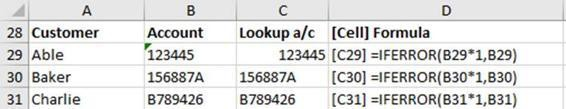 A B C D
28 Customer Account Lookup a/c [Cell] Formula
29 Able 123445 123445 [C29] =IFERROR(B29*1,B29)
30 Baker 156887A 156887A [C30] =IFERROR(B30*1,B30)
31 Charlie B789426 B789426 [C31] =IFERROR(B31*1,B31)